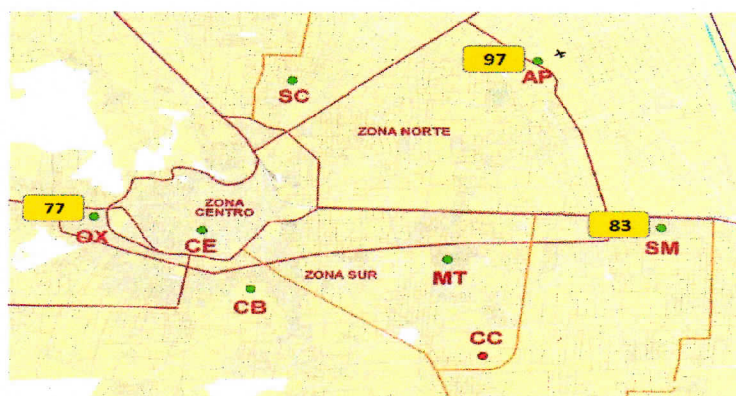 97
AP
SC
ZONA NORTE
77
OX
ZONA
CENTRO
CE
83
SM
ZONA SUR
MT
CB
CC